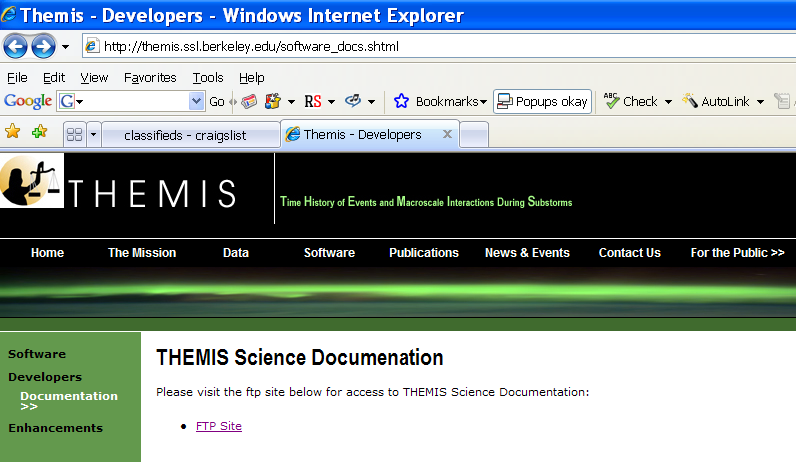 Themis - Developers - Windows Internet Explorer
http://themis.ssl.berkeley.edu/software_docs.shtml
File Edit View Favorites Tools Help
Google G Go RS Bookmarks Popups okay ABC Check AutoLink
classifieds - craigslist Themis - Developers
THEMIS
Time History of Events and Macroscale Interactions During Substorms
Home The Mission Data Software Publications News & Events Contact Us For the Public >>
Software
Developers
Documentation
>>
Enhancements
THEMIS Science Documenation
Please visit the ftp site below for access to THEMIS Science Documentation:
• FTP Site